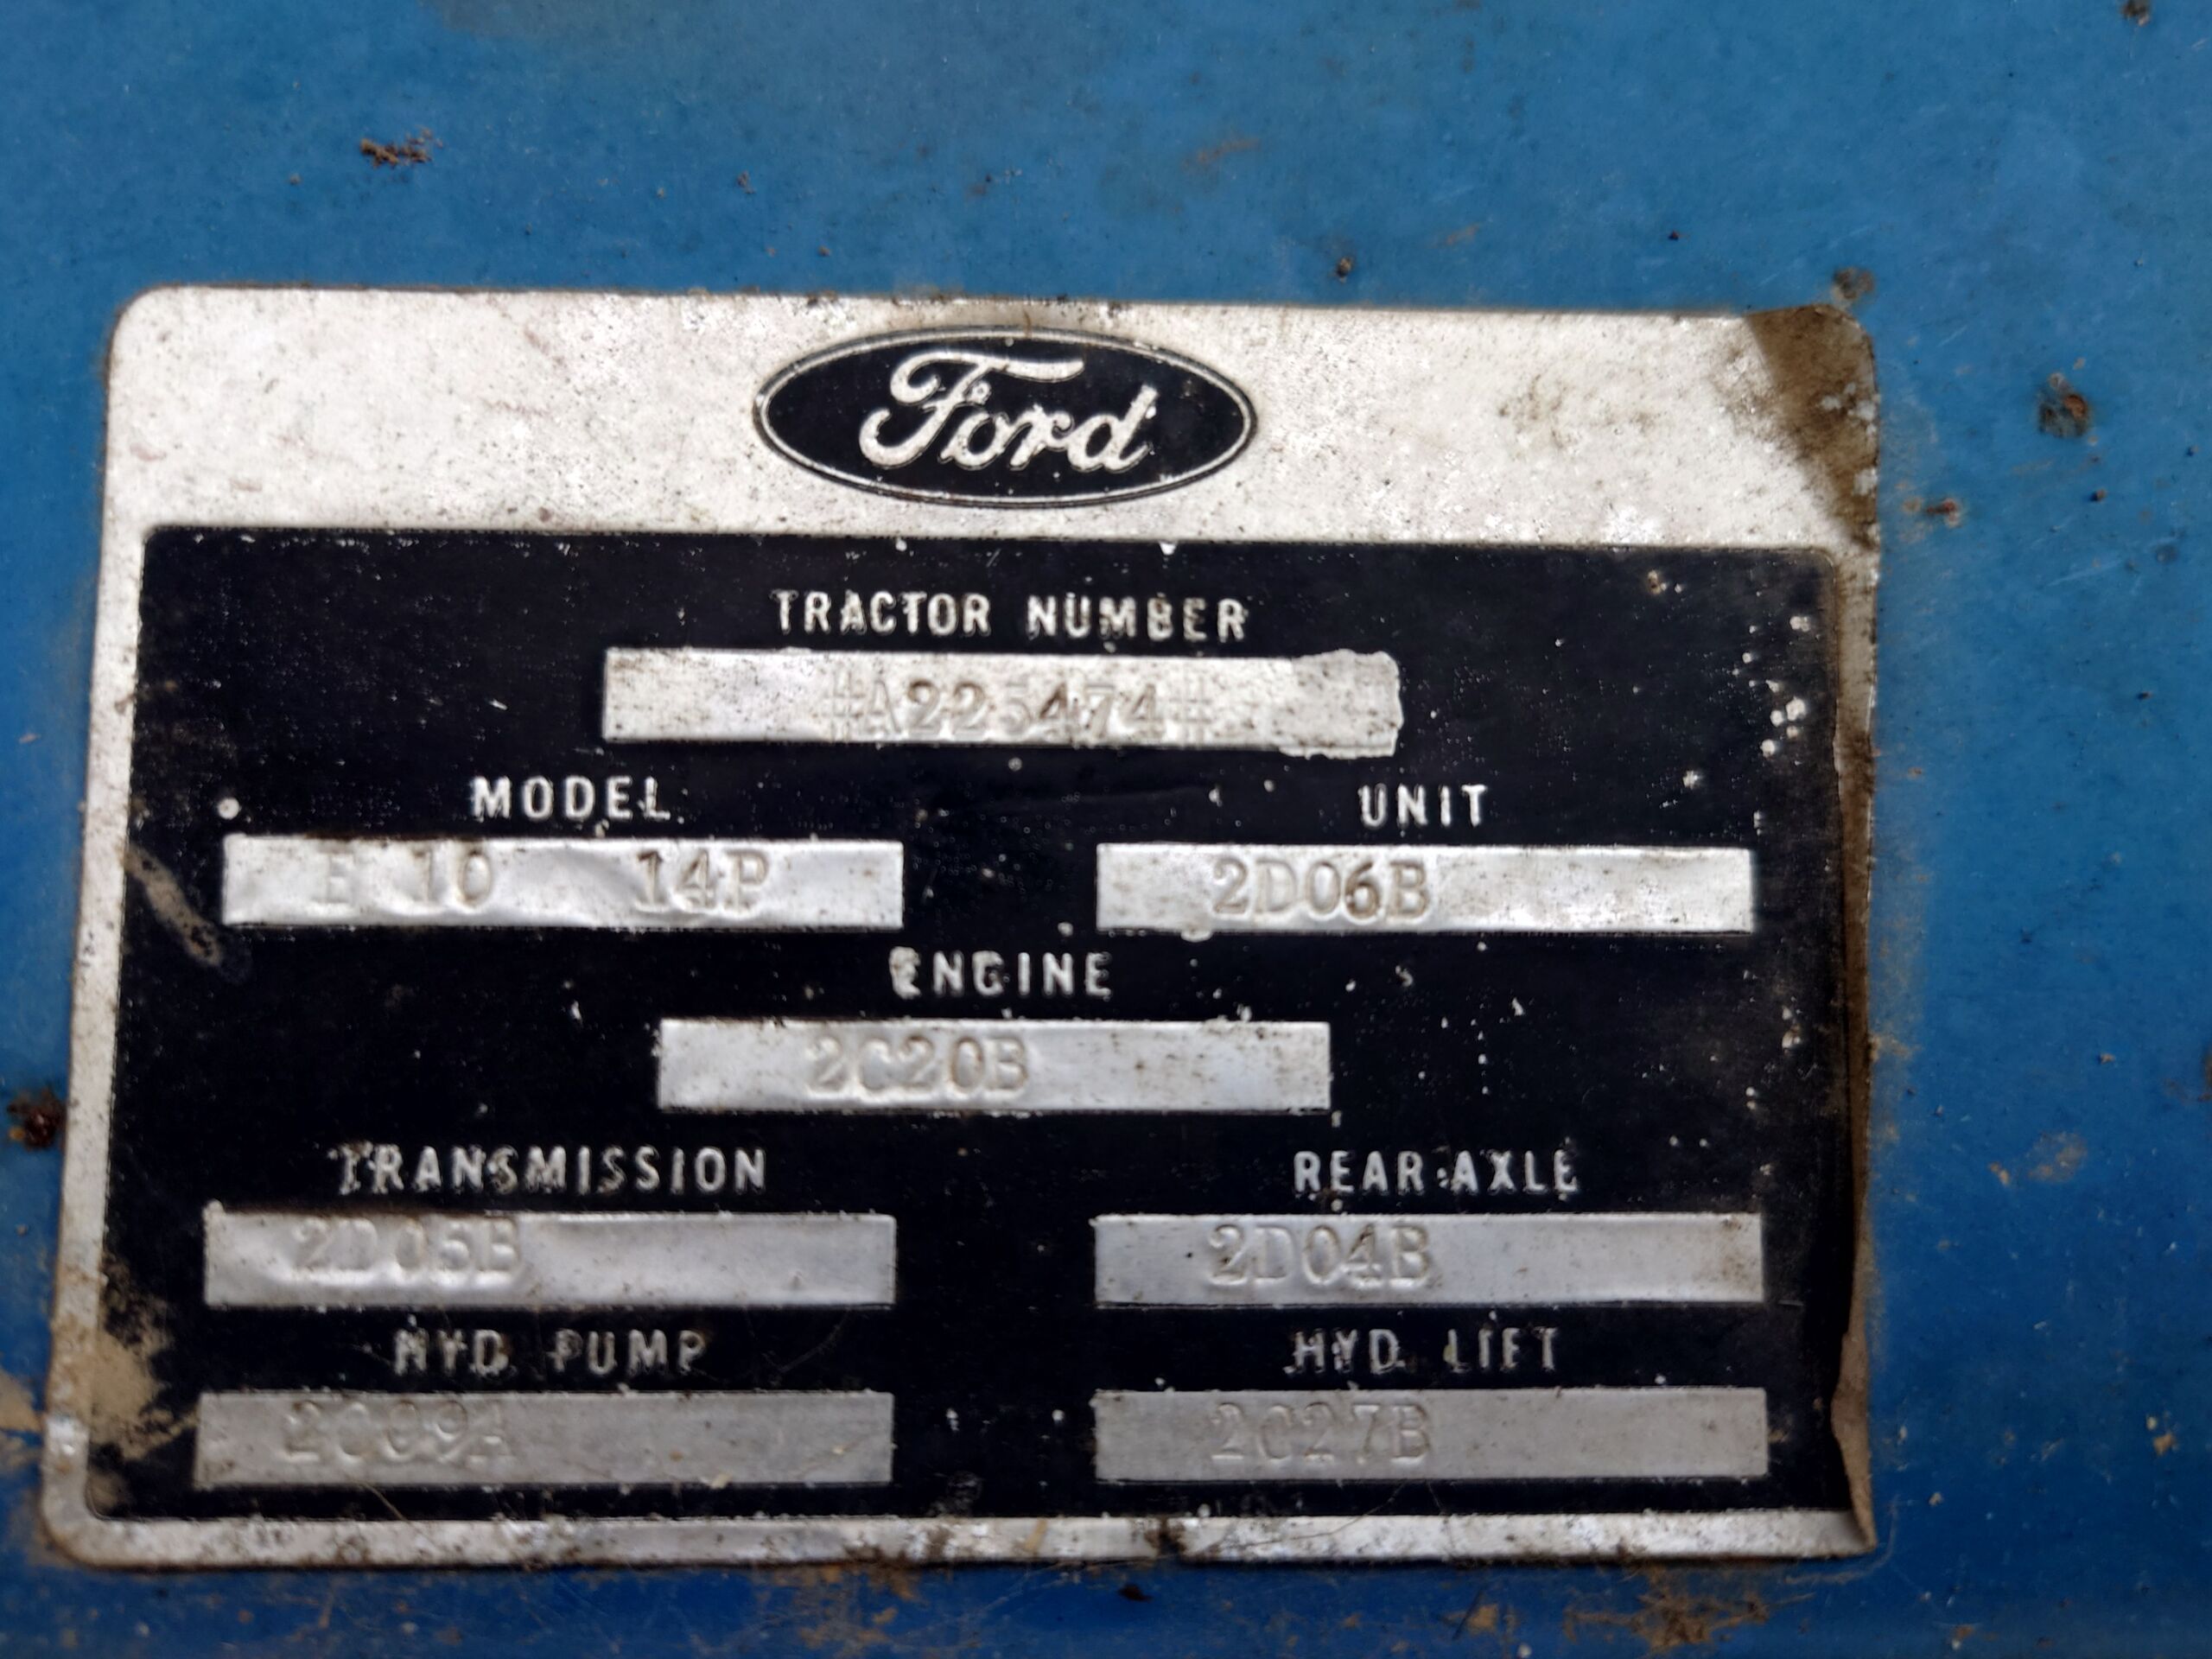 Ford
TRACTOR NUMBER
#A225474#
MODEL UNIT
10 14P 2D06B
ENGINE
2C20B
TRANSMISSION REAR AXLE
2D05B 2D04B
HYD PUMP HYD LIFT
2C09A 2C27B